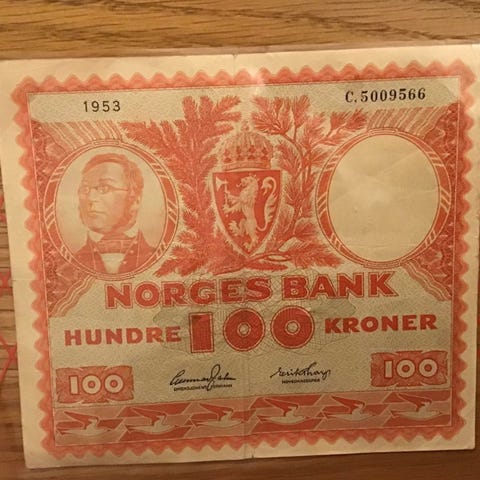 1953
C.5009566
NORGES BANK
HUNDRE 100 KRONER
100
100